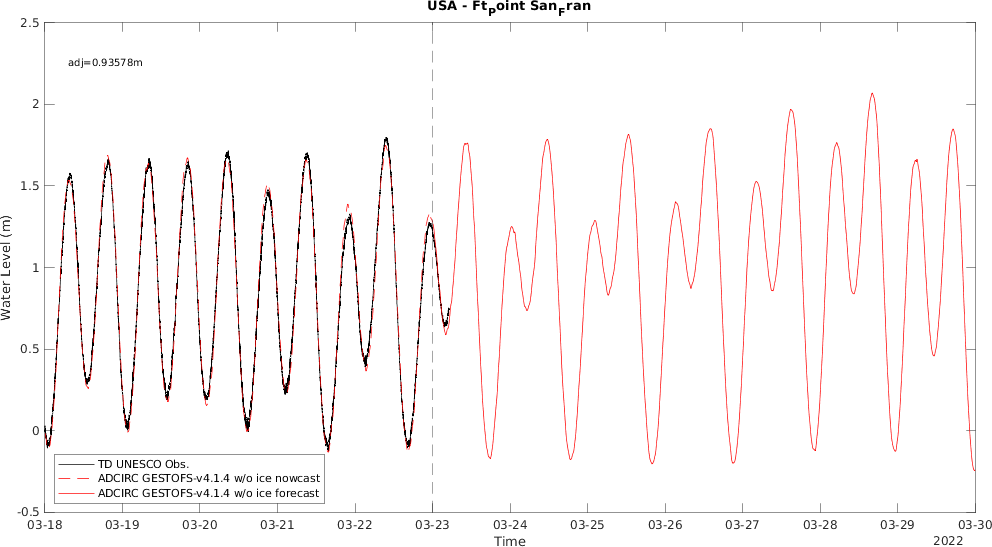 USA - Ft_Point San_Fran
2.5
adj=0.93578m
2
1.5
Water Level (m)
1
0.5
0
TD UNESCO Obs.
ADCIRC GESTOFS-v4.1.4 w/o ice nowcast
ADCIRC GESTOFS-v4.1.4 w/o ice forecast
-0.5
03-18 03-19 03-20 03-21 03-22 03-23 03-24 03-25 03-26 03-27 03-28 03-29 03-30
Time
2022